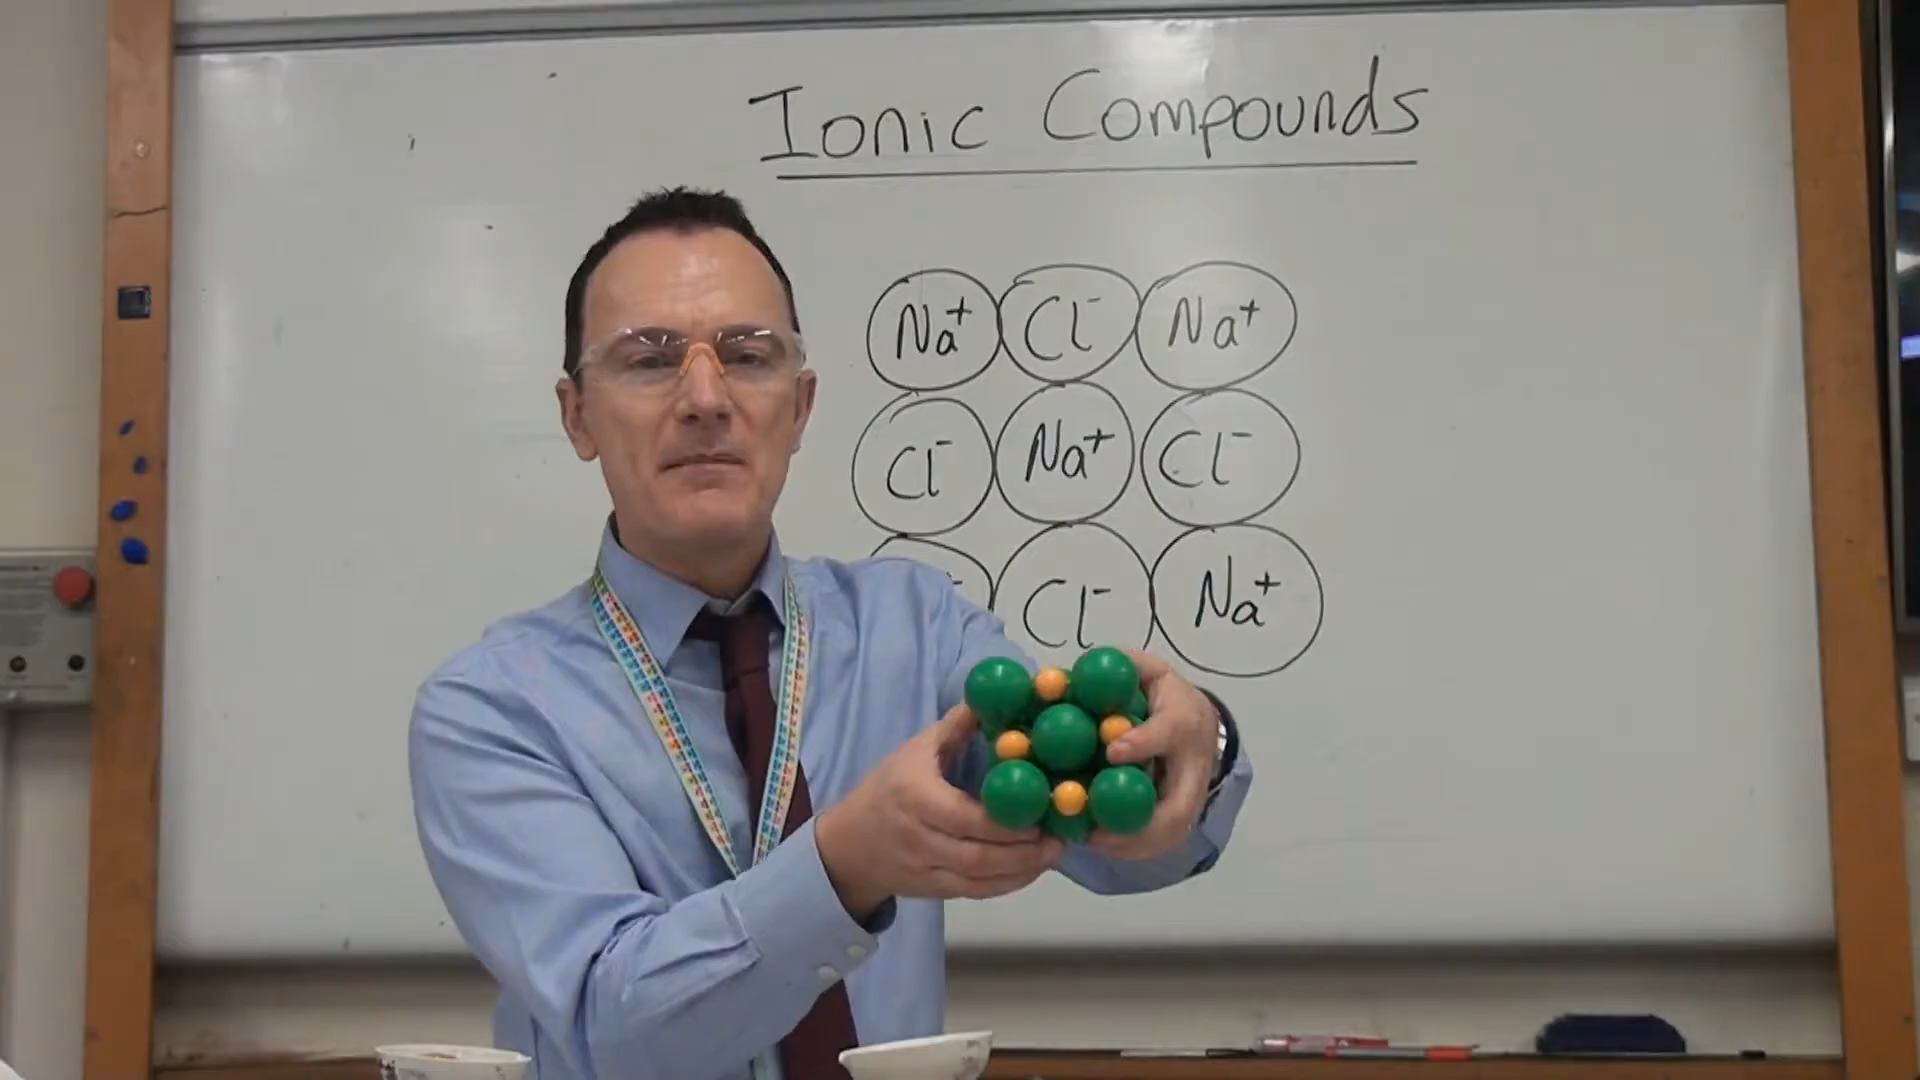 Ionic Compounds
Na⁺ Cl⁻ Na⁺
Cl⁻ Na⁺ Cl⁻
Cl⁻ Na⁺